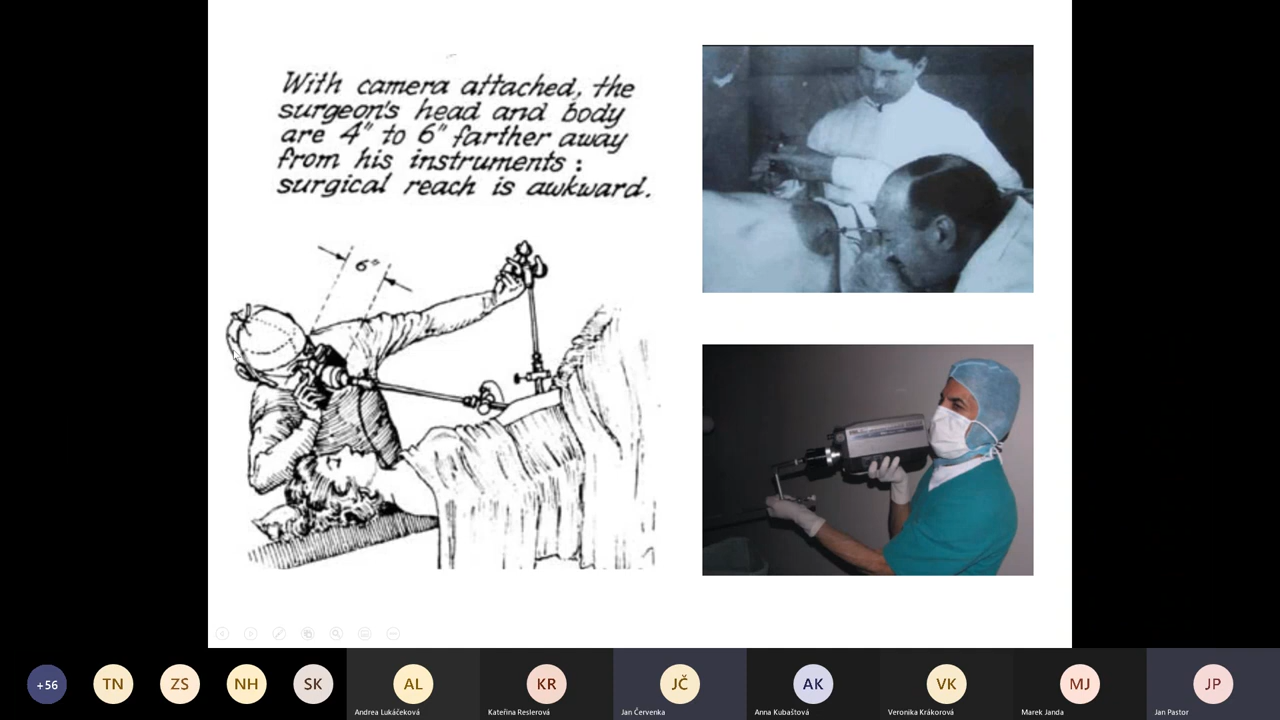 With camera attached, the
surgeon's head and body
are 4" to 6" farther away
from his instruments :
surgical reach is awkward.
6"
+56
TN
ZS
NH
SK
AL
KR
JČ
AK
VK
MJ
JP
Andrea Lukáčeková
Kateřina Reslerová
Jan Červenka
Anna Kubaštová
Veronika Krákorová
Marek Janda
Jan Pastor